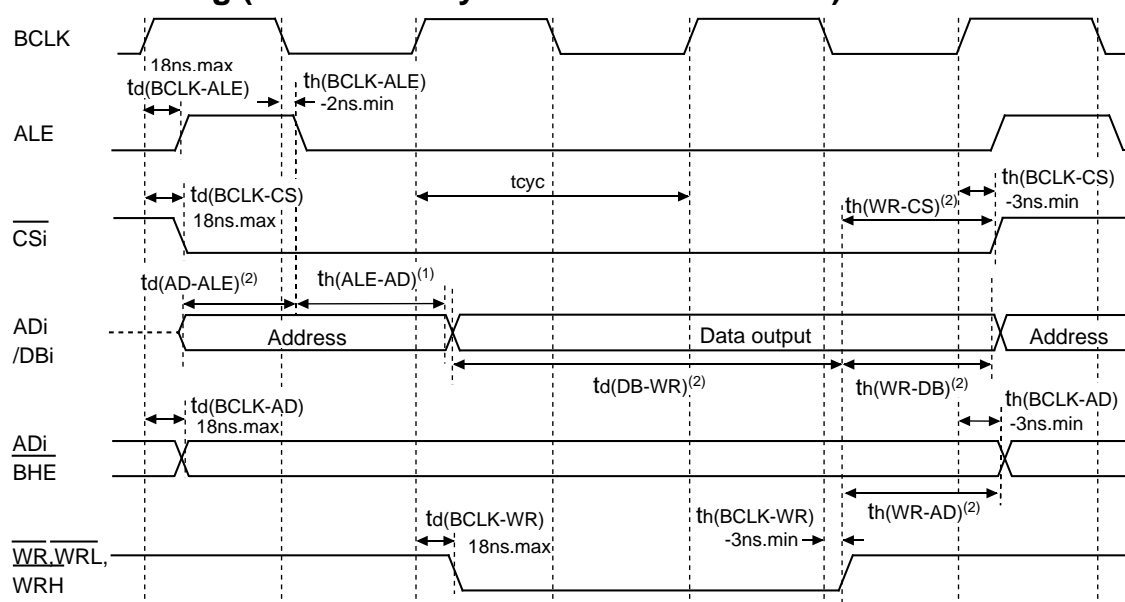 BCLK
18ns.max
td(BCLK-ALE)
th(BCLK-ALE)
-2ns.min
ALE
tcyc
td(BCLK-CS)
18ns.max
th(BCLK-CS)
-3ns.min
th(WR-CS)(2)
CSi
td(AD-ALE)(2)
th(ALE-AD)(1)
ADi
/DBi
Address
Data output
Address
td(DB-WR)(2)
th(WR-DB)(2)
td(BCLK-AD)
18ns.max
th(BCLK-AD)
-3ns.min
ADi
BHE
th(WR-AD)(2)
td(BCLK-WR)
18ns.max
th(BCLK-WR)
-3ns.min
WR,WRL,
WRH